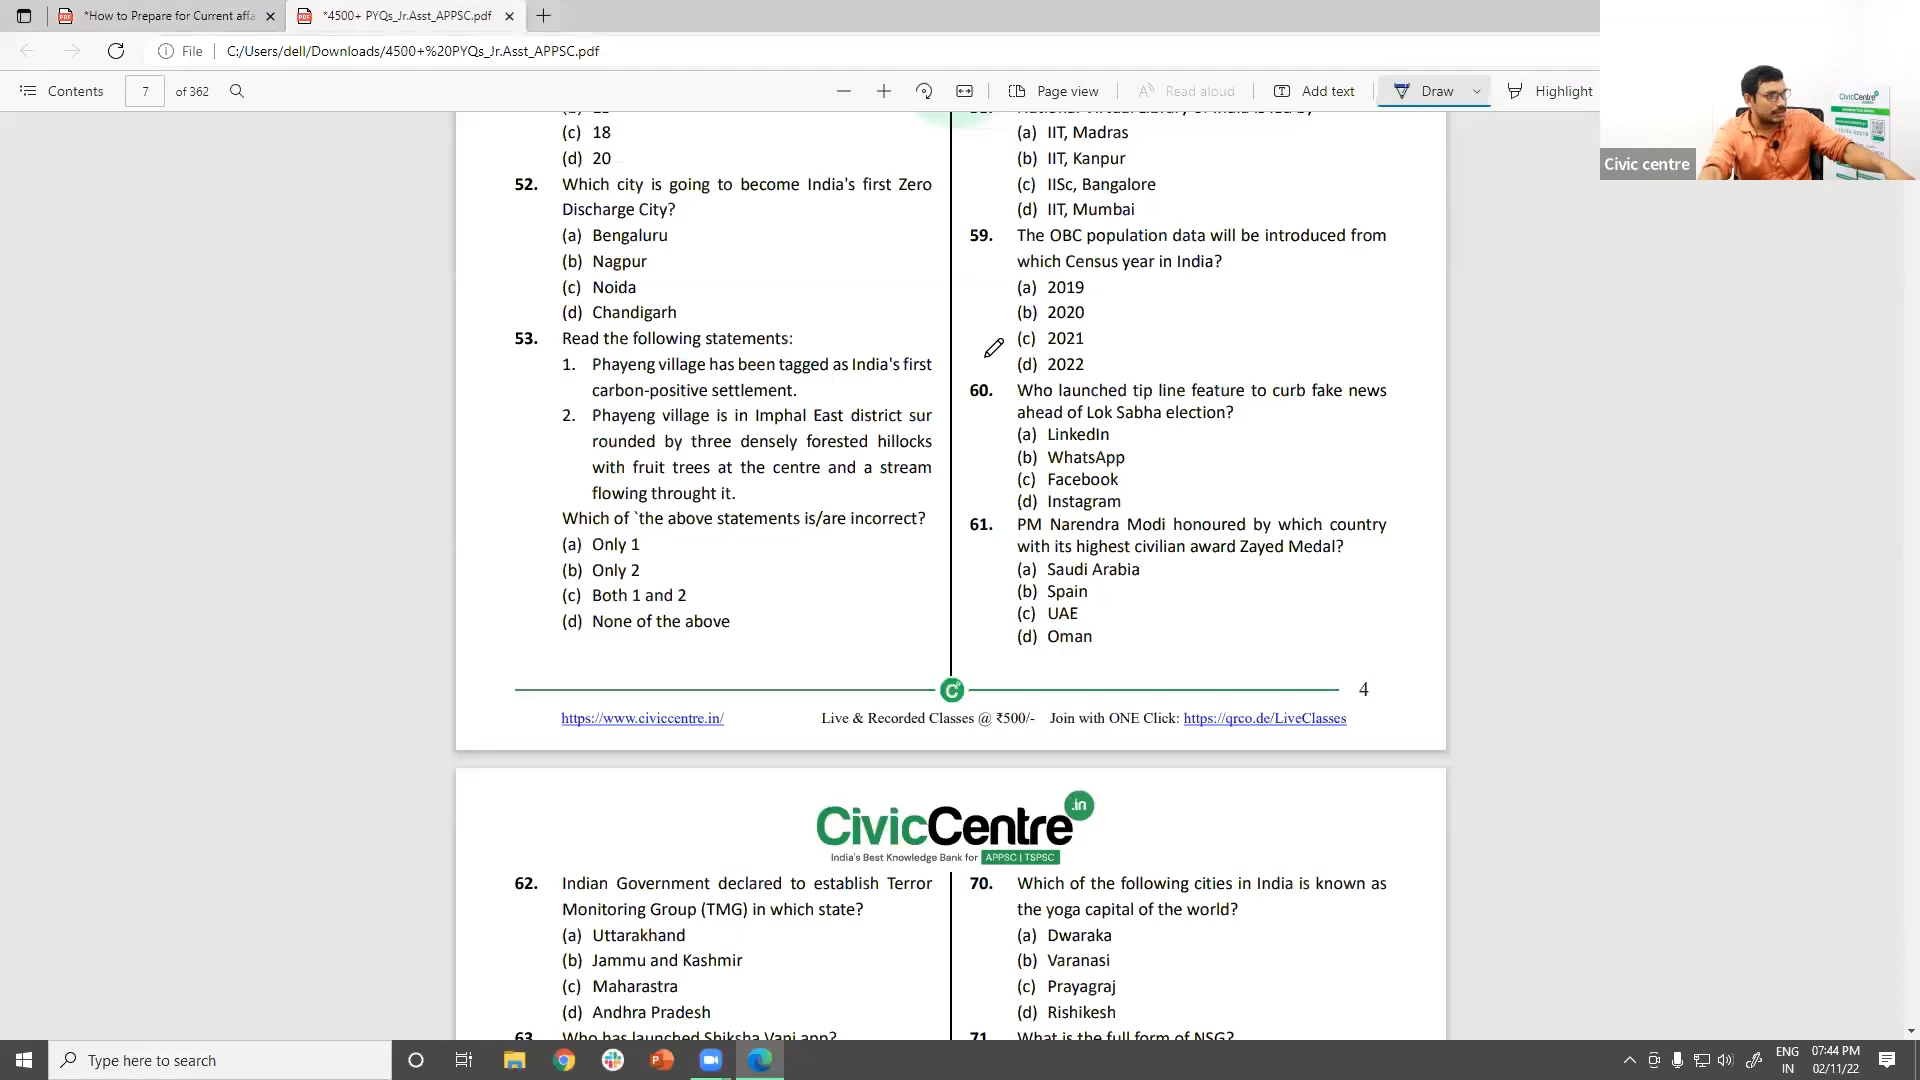 *How to Prepare for Current affa
*4500+ PYQs_Jr.Asst_APPSC.pdf
File
C:/Users/dell/Downloads/4500+%20PYQs_Jr.Asst_APPSC.pdf
Contents
7
of 362
Page view
Read aloud
Add text
Draw
Highlight
Civic centre
(c) 18
(d) 20
52. Which city is going to become India's first Zero
Discharge City?
(a) Bengaluru
(b) Nagpur
(c) Noida
(d) Chandigarh
53. Read the following statements:
1. Phayeng village has been tagged as India's first
carbon-positive settlement.
2. Phayeng village is in Imphal East district sur
rounded by three densely forested hillocks
with fruit trees at the centre and a stream
flowing throught it.
Which of `the above statements is/are incorrect?
(a) Only 1
(b) Only 2
(c) Both 1 and 2
(d) None of the above
(a) IIT, Madras
(b) IIT, Kanpur
(c) IISc, Bangalore
(d) IIT, Mumbai
59. The OBC population data will be introduced from
which Census year in India?
(a) 2019
(b) 2020
(c) 2021
(d) 2022
60. Who launched tip line feature to curb fake news
ahead of Lok Sabha election?
(a) LinkedIn
(b) WhatsApp
(c) Facebook
(d) Instagram
61. PM Narendra Modi honoured by which country
with its highest civilian award Zayed Medal?
(a) Saudi Arabia
(b) Spain
(c) UAE
(d) Oman
4
https://www.civiccentre.in/
Live & Recorded Classes @ ₹500/- Join with ONE Click: https://qrco.de/LiveClasses
CivicCentre .in
India's Best Knowledge Bank for APPSC | TSPSC
62. Indian Government declared to establish Terror
Monitoring Group (TMG) in which state?
(a) Uttarakhand
(b) Jammu and Kashmir
(c) Maharastra
(d) Andhra Pradesh
63. Who has launched Shiksha Vani app?
70. Which of the following cities in India is known as
the yoga capital of the world?
(a) Dwaraka
(b) Varanasi
(c) Prayagraj
(d) Rishikesh
71. What is the full form of NSG?
Type here to search
ENG
IN
07:44 PM
02/11/22